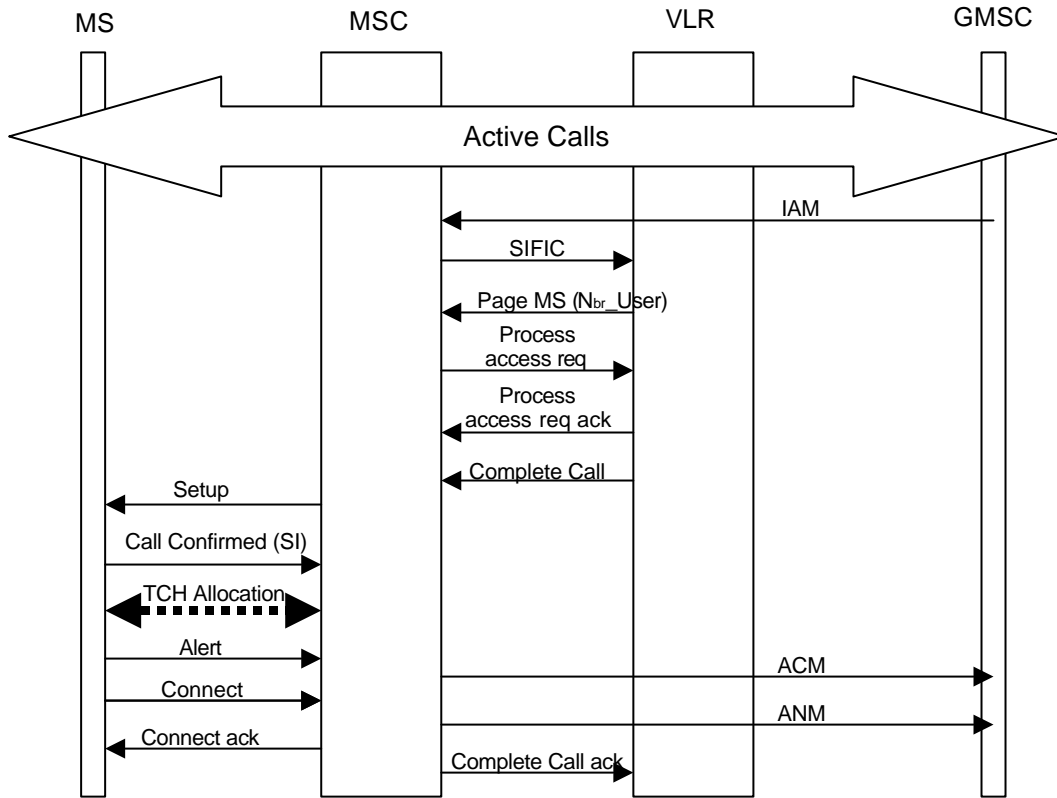 MS
MSC
VLR
GMSC
Active Calls
IAM
SIFIC
Page MS (Nbr_User)
Process
access req
Process
access req ack
Complete Call
Setup
Call Confirmed (SI)
TCH Allocation
Alert
ACM
Connect
ANM
Connect ack
Complete Call ack